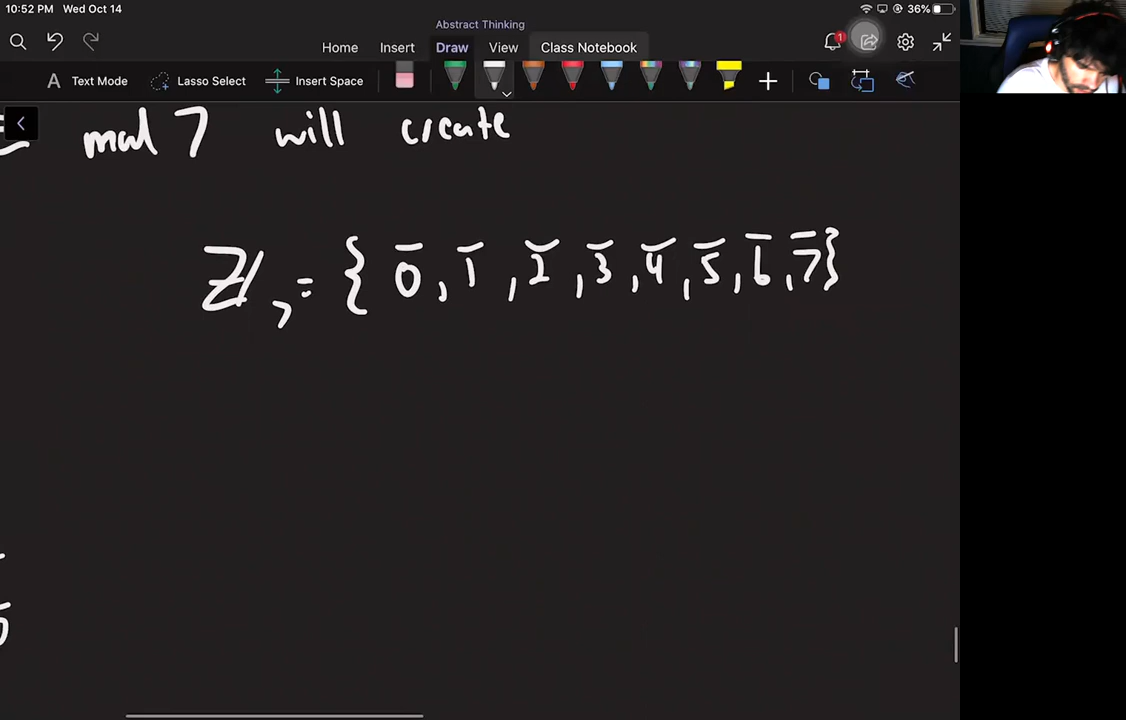 10:52 PM Wed Oct 14
36%
Abstract Thinking
Home Insert Draw View Class Notebook
1
A Text Mode Lasso Select Insert Space
mod 7 will create
ℤ₇ = { 0̅, 1̅, 2̅, 3̅, 4̅, 5̅, 6̅, 7̅ }